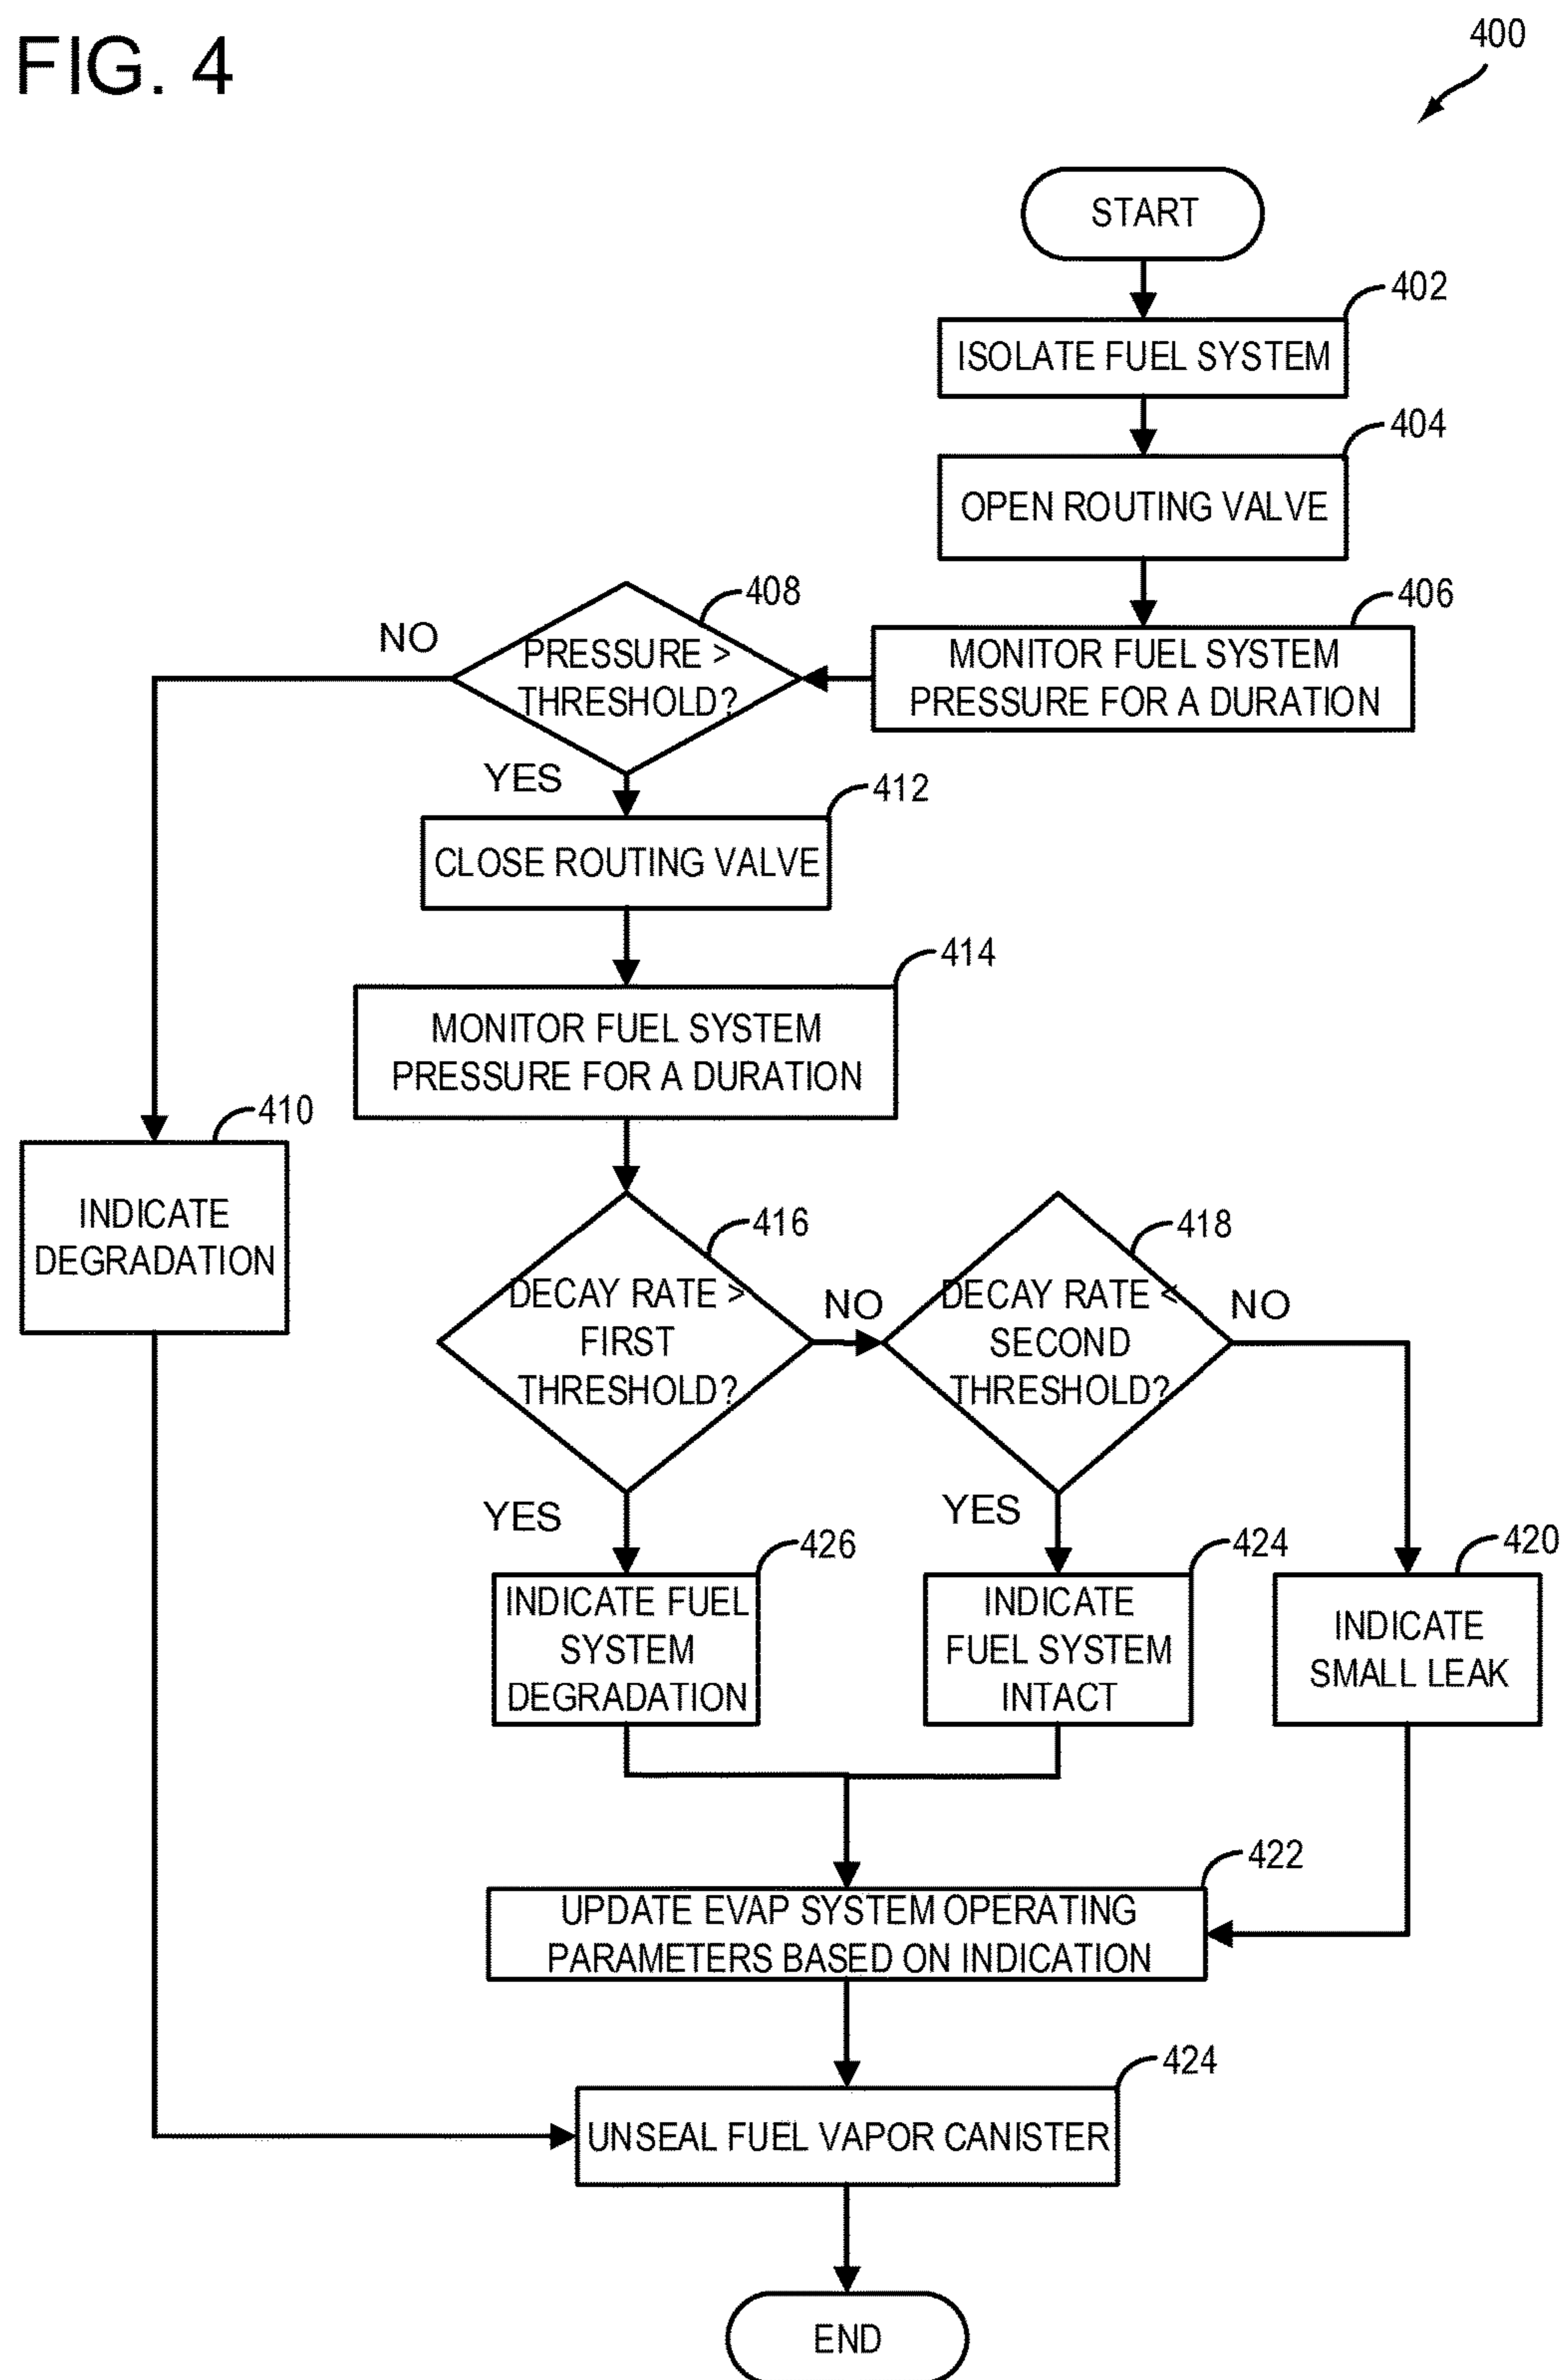 FIG. 4
400
START
402
ISOLATE FUEL SYSTEM
404
OPEN ROUTING VALVE
406
MONITOR FUEL SYSTEM
PRESSURE FOR A DURATION
408
PRESSURE >
THRESHOLD?
NO
YES
412
CLOSE ROUTING VALVE
414
MONITOR FUEL SYSTEM
PRESSURE FOR A DURATION
410
INDICATE
DEGRADATION
416
DECAY RATE >
FIRST
THRESHOLD?
NO
YES
418
DECAY RATE <
SECOND
THRESHOLD?
NO
YES
426
INDICATE FUEL
SYSTEM
DEGRADATION
424
INDICATE
FUEL SYSTEM
INTACT
420
INDICATE
SMALL LEAK
422
UPDATE EVAP SYSTEM OPERATING
PARAMETERS BASED ON INDICATION
424
UNSEAL FUEL VAPOR CANISTER
END